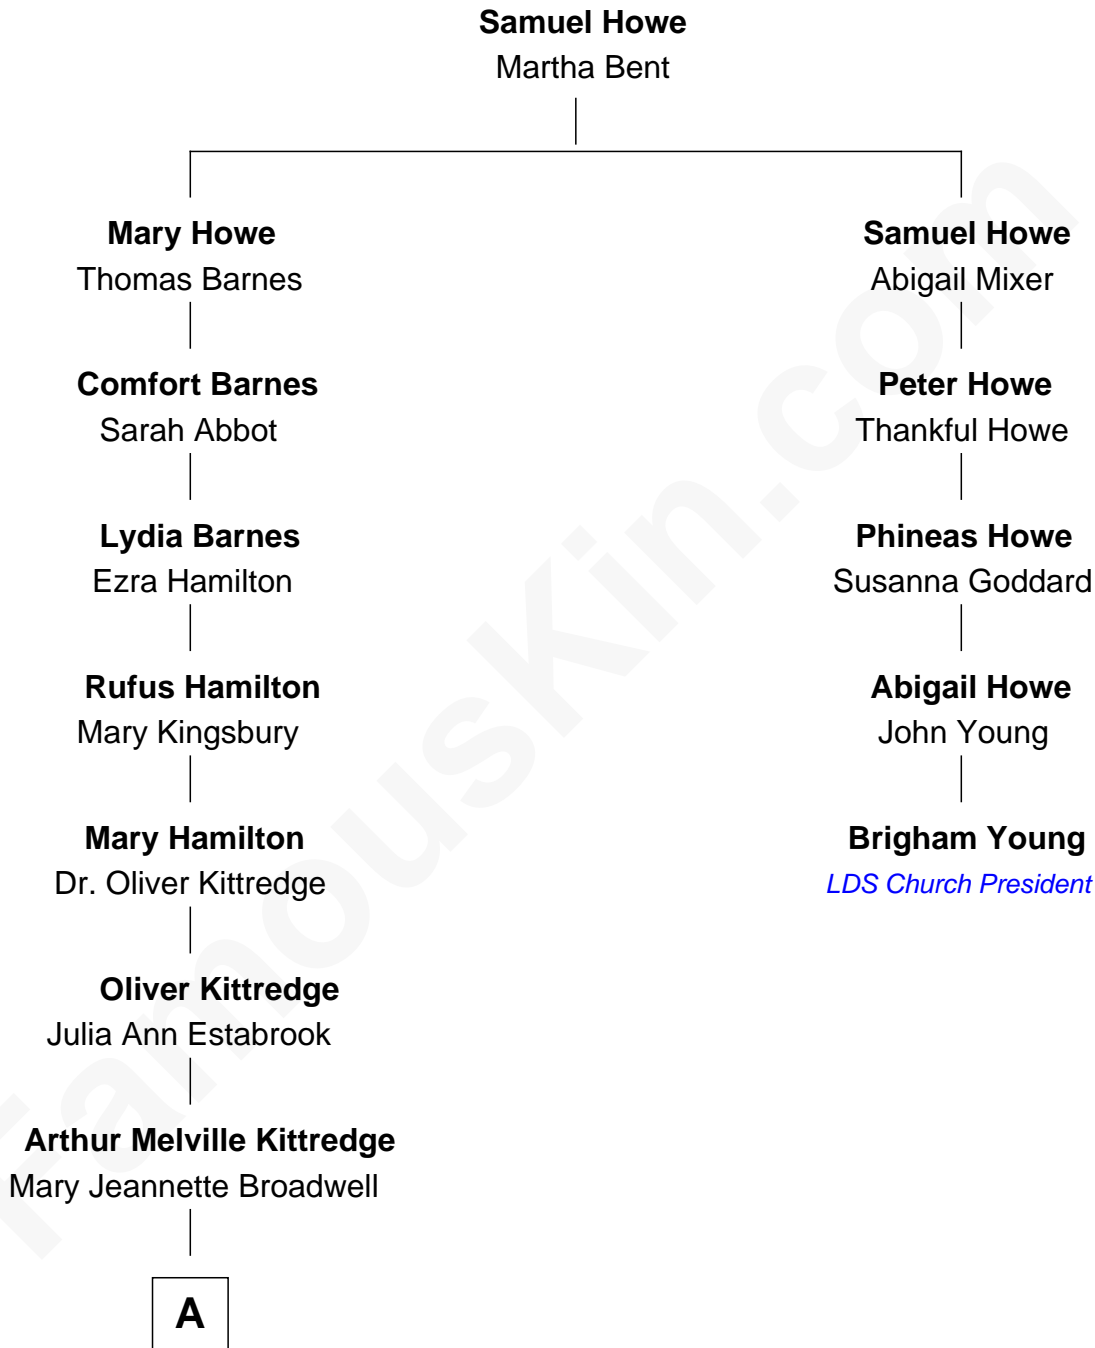 Samuel Howe
Martha Bent
Mary Howe
Thomas Barnes
Comfort Barnes
Sarah Abbot
Lydia Barnes
Ezra Hamilton
Rufus Hamilton
Mary Kingsbury
Mary Hamilton
Dr. Oliver Kittredge
Oliver Kittredge
Julia Ann Estabrook
Arthur Melville Kittredge
Mary Jeannette Broadwell
A
Samuel Howe
Abigail Mixer
Peter Howe
Thankful Howe
Phineas Howe
Susanna Goddard
Abigail Howe
John Young
Brigham Young
LDS Church President
FamousKin.com